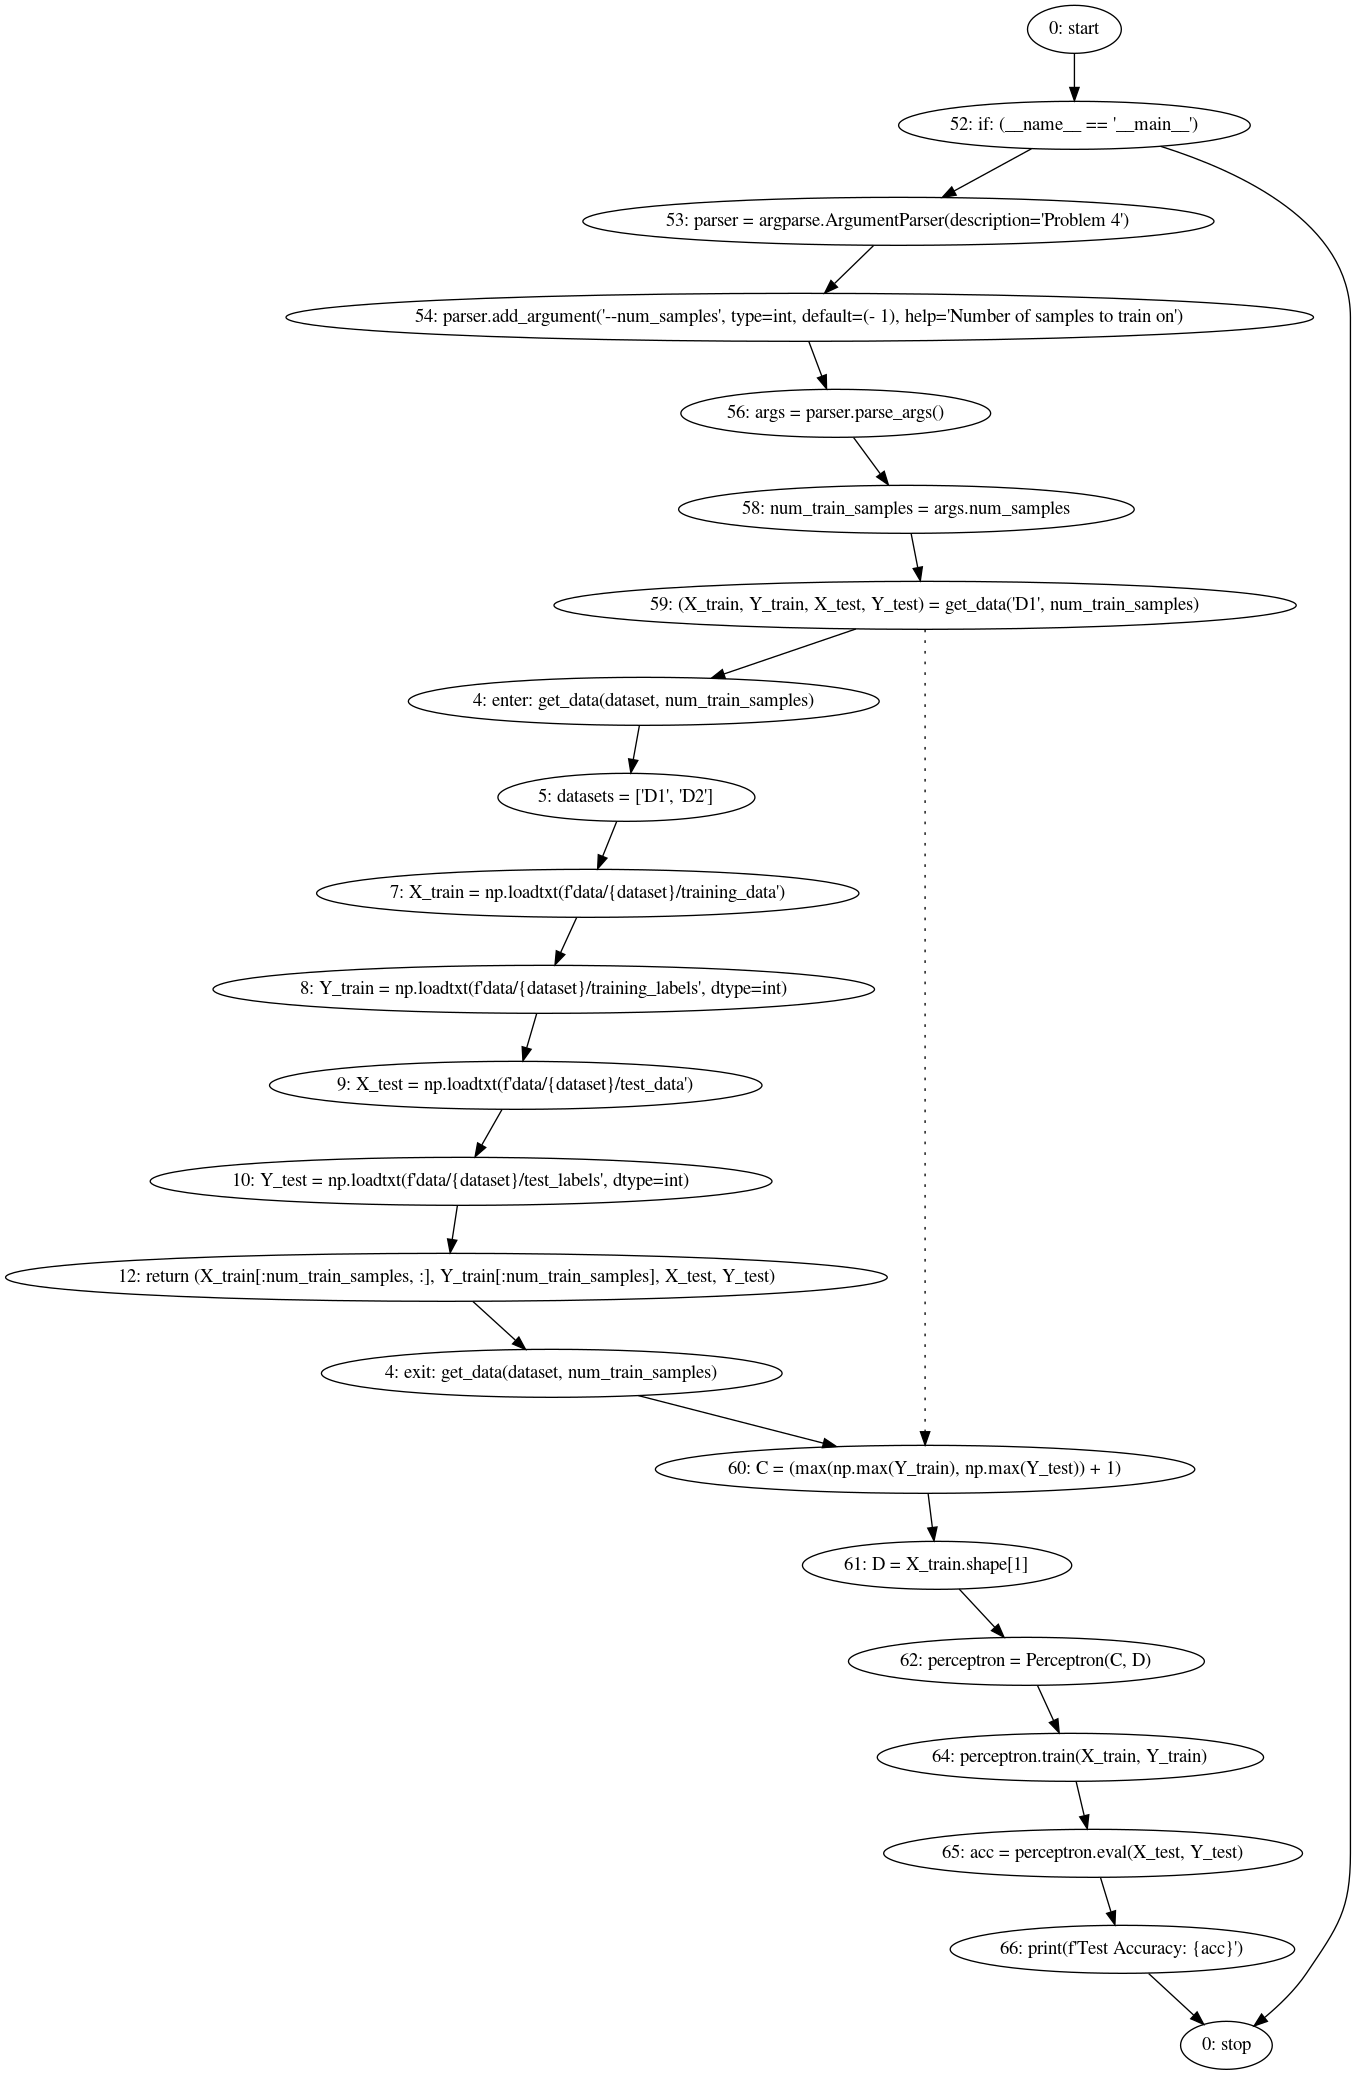 0: start
52: if: (__name__ == '__main__')
53: parser = argparse.ArgumentParser(description='Problem 4')
54: parser.add_argument('--num_samples', type=int, default=(- 1), help='Number of samples to train on')
56: args = parser.parse_args()
58: num_train_samples = args.num_samples
59: (X_train, Y_train, X_test, Y_test) = get_data('D1', num_train_samples)
4: enter: get_data(dataset, num_train_samples)
5: datasets = ['D1', 'D2']
7: X_train = np.loadtxt(f'data/{dataset}/training_data')
8: Y_train = np.loadtxt(f'data/{dataset}/training_labels', dtype=int)
9: X_test = np.loadtxt(f'data/{dataset}/test_data')
10: Y_test = np.loadtxt(f'data/{dataset}/test_labels', dtype=int)
12: return (X_train[:num_train_samples, :], Y_train[:num_train_samples], X_test, Y_test)
4: exit: get_data(dataset, num_train_samples)
60: C = (max(np.max(Y_train), np.max(Y_test)) + 1)
61: D = X_train.shape[1]
62: perceptron = Perceptron(C, D)
64: perceptron.train(X_train, Y_train)
65: acc = perceptron.eval(X_test, Y_test)
66: print(f'Test Accuracy: {acc}')
0: stop